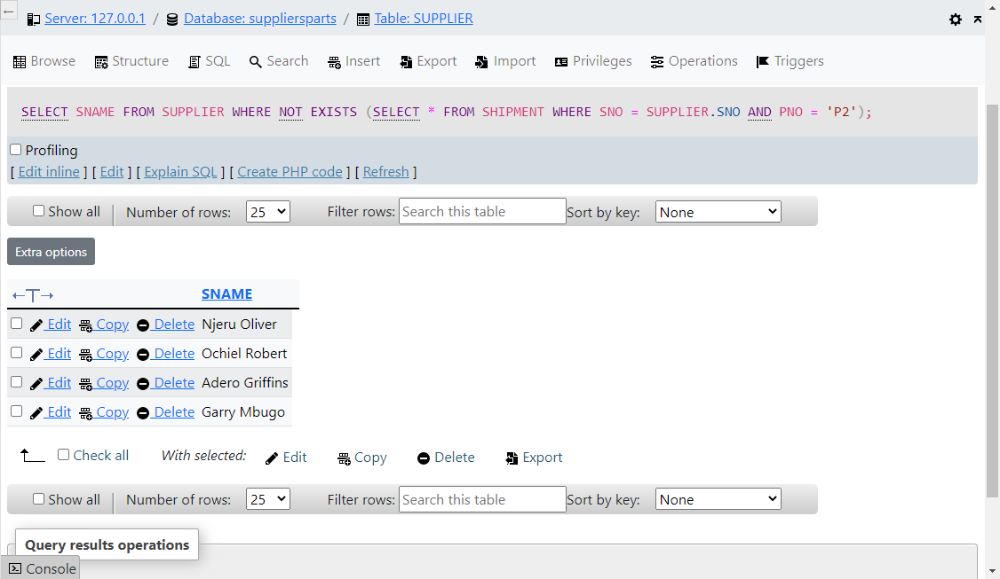 Server: 127.0.0.1 / Database: suppliersparts / Table: SUPPLIER
Browse Structure SQL Search Insert Export Import Privileges Operations Triggers
SELECT SNAME FROM SUPPLIER WHERE NOT EXISTS (SELECT * FROM SHIPMENT WHERE SNO = SUPPLIER.SNO AND PNO = 'P2');
Profiling
[ Edit inline ] [ Edit ] [ Explain SQL ] [ Create PHP code ] [ Refresh ]
Show all Number of rows: 25 Filter rows: Search this table Sort by key: None
Extra options
←T→ SNAME
Edit Copy Delete Njeru Oliver
Edit Copy Delete Ochiel Robert
Edit Copy Delete Adero Griffins
Edit Copy Delete Garry Mbugo
Check all With selected: Edit Copy Delete Export
Show all Number of rows: 25 Filter rows: Search this table Sort by key: None
Query results operations
Console